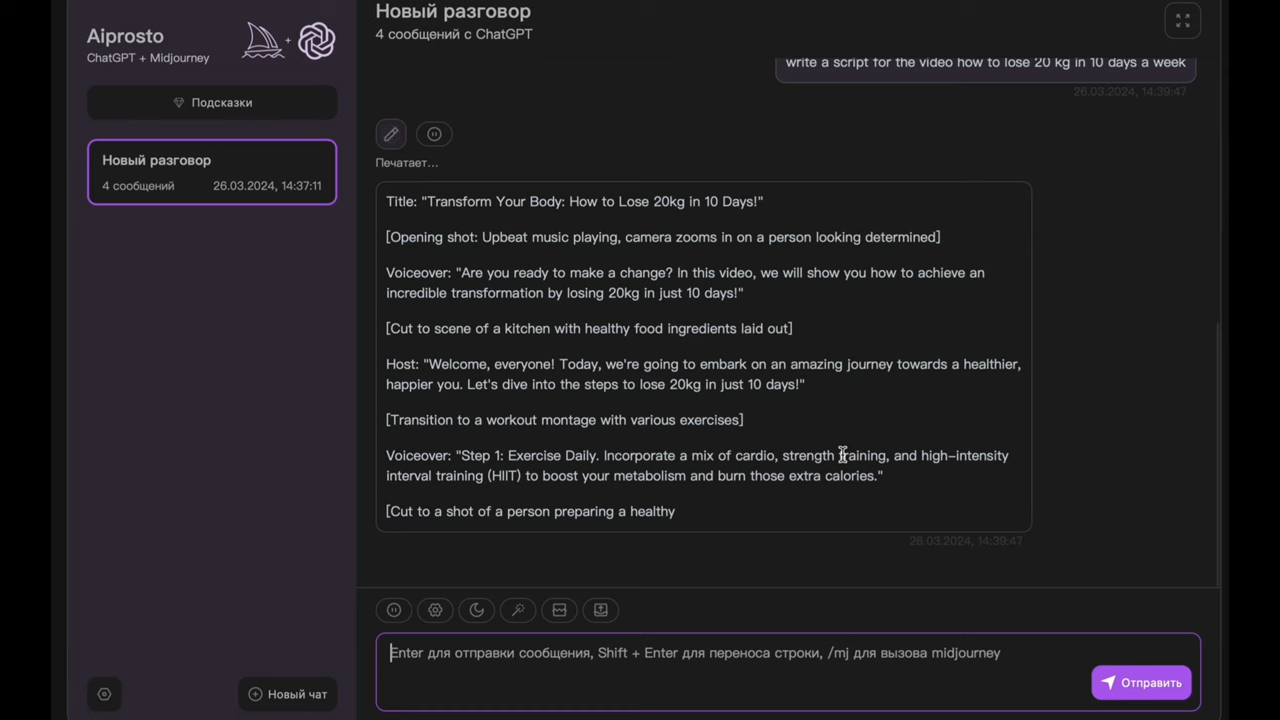 Aiprosto
ChatGPT + Midjourney
Подсказки
Новый разговор
4 сообщений
26.03.2024, 14:37:11
Новый чат
Новый разговор
4 сообщений с ChatGPT
write a script for the video how to lose 20 kg in 10 days a week
26.03.2024, 14:39:47
Печатает...
Title: "Transform Your Body: How to Lose 20kg in 10 Days!"
[Opening shot: Upbeat music playing, camera zooms in on a person looking determined]
Voiceover: "Are you ready to make a change? In this video, we will show you how to achieve an
incredible transformation by losing 20kg in just 10 days!"
[Cut to scene of a kitchen with healthy food ingredients laid out]
Host: "Welcome, everyone! Today, we're going to embark on an amazing journey towards a healthier,
happier you. Let's dive into the steps to lose 20kg in just 10 days!"
[Transition to a workout montage with various exercises]
Voiceover: "Step 1: Exercise Daily. Incorporate a mix of cardio, strength training, and high-intensity
interval training (HIIT) to boost your metabolism and burn those extra calories."
[Cut to a shot of a person preparing a healthy
26.03.2024, 14:39:47
Enter для отправки сообщения, Shift + Enter для переноса строки, /mj для вызова midjourney
Отправить